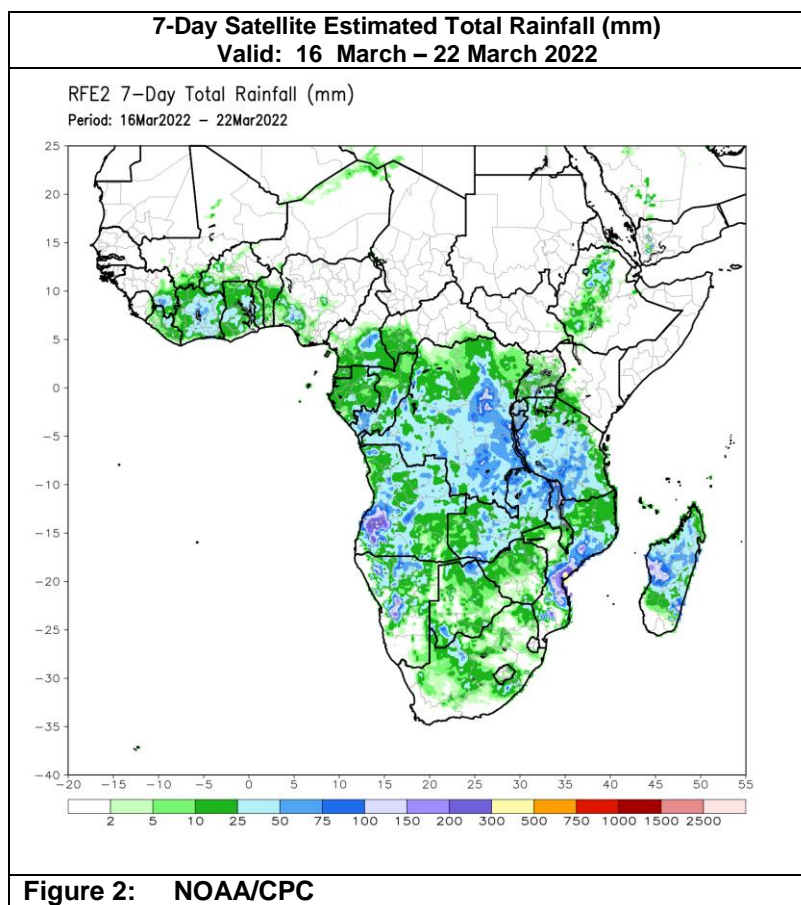 7-Day Satellite Estimated Total Rainfall (mm)
Valid: 16 March – 22 March 2022
RFE2 7-Day Total Rainfall (mm)
Period: 16Mar2022 – 22Mar2022
25
20
15
10
5
0
-5
-10
-15
-20
-25
-30
-35
-40
-20 -15 -10 -5 0 5 10 15 20 25 30 35 40 45 50 55
2 5 10 25 50 75 100 150 200 300 500 750 1000 1500 2500
Figure 2: NOAA/CPC